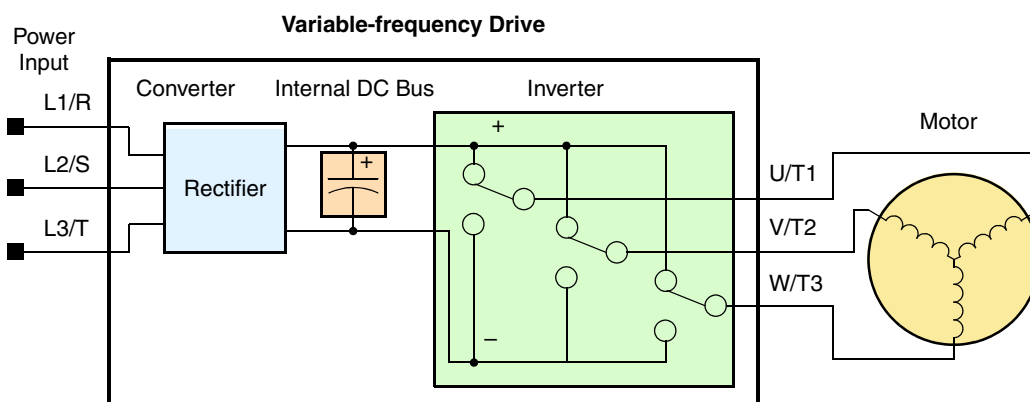 Variable-frequency Drive
Power
Input
Converter
Internal DC Bus
Inverter
Motor
L1/R
L2/S
L3/T
Rectifier
+
+
–
U/T1
V/T2
W/T3